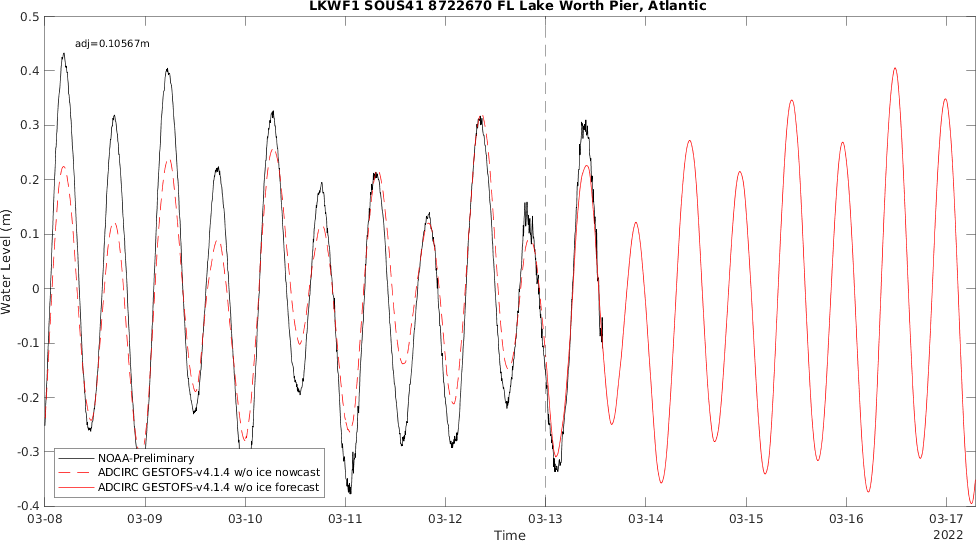 LKWF1 SOUS41 8722670 FL Lake Worth Pier, Atlantic
adj=0.10567m
0.5
0.4
0.3
0.2
0.1
0
-0.1
-0.2
-0.3
-0.4
Water Level (m)
NOAA-Preliminary
ADCIRC GESTOFS-v4.1.4 w/o ice nowcast
ADCIRC GESTOFS-v4.1.4 w/o ice forecast
03-08 03-09 03-10 03-11 03-12 03-13 03-14 03-15 03-16 03-17
Time
2022